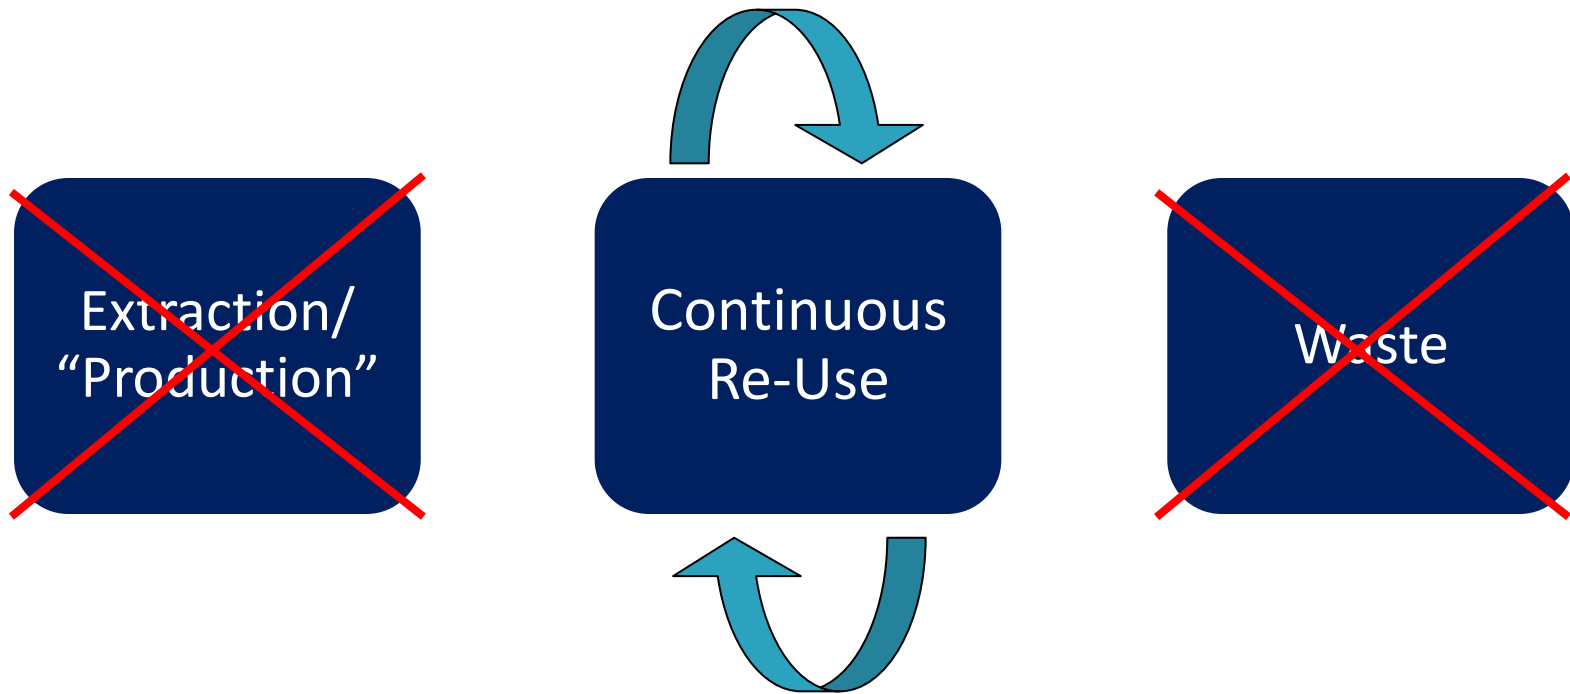 Extraction/
“Production”
Continuous
Re-Use
Waste